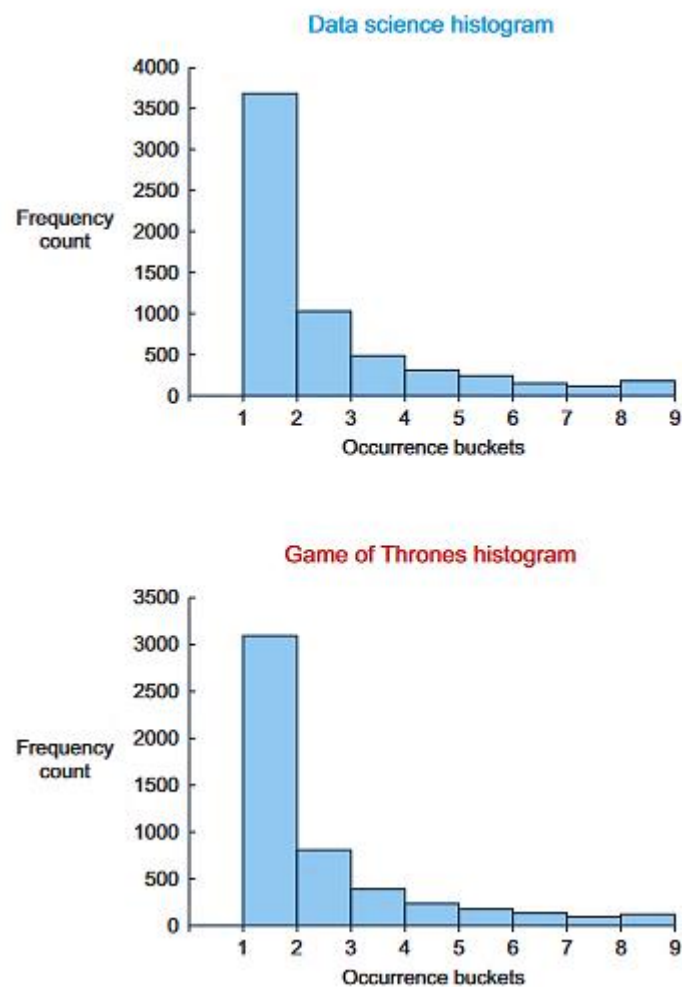 Data science histogram
4000
3500
3000
2500
2000
1500
1000
500
0
Frequency
count
1 2 3 4 5 6 7 8 9
Occurrence buckets
Game of Thrones histogram
3500
3000
2500
2000
1500
1000
500
0
Frequency
count
1 2 3 4 5 6 7 8 9
Occurrence buckets